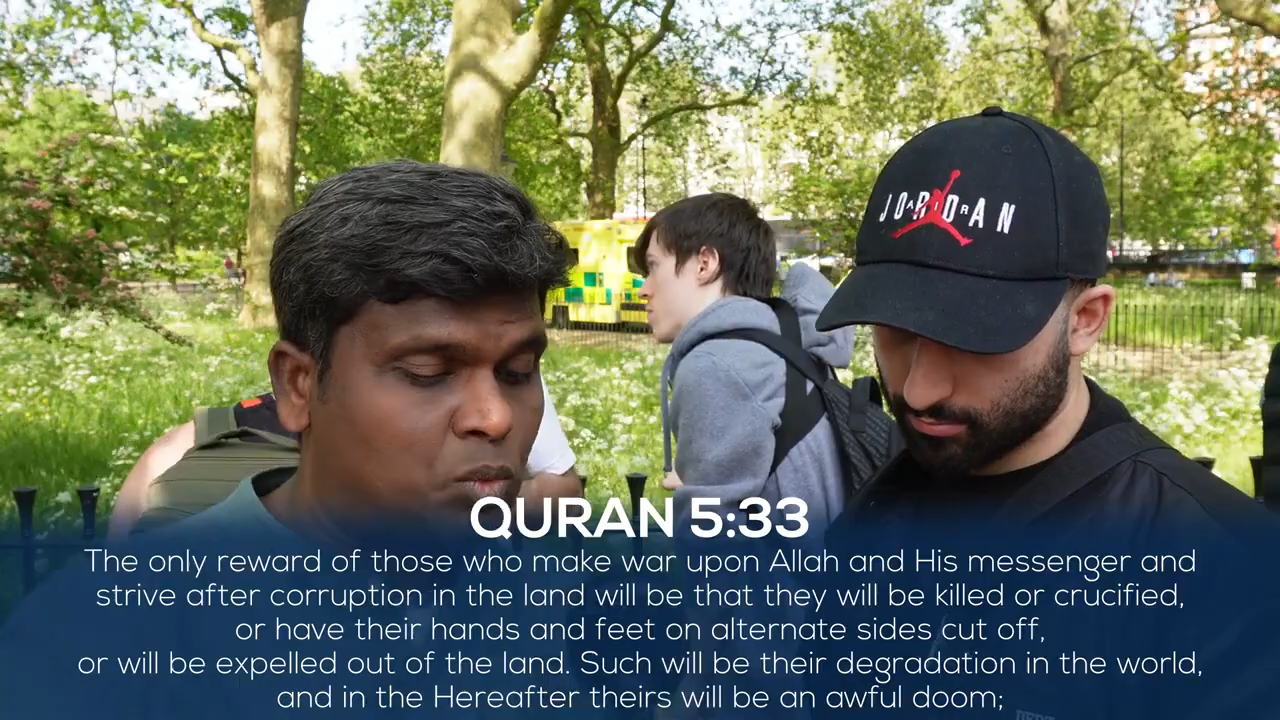 JORDAN
AIR
QURAN 5:33
The only reward of those who make war upon Allah and His messenger and
strive after corruption in the land will be that they will be killed or crucified,
or have their hands and feet on alternate sides cut off,
or will be expelled out of the land. Such will be their degradation in the world,
and in the Hereafter theirs will be an awful doom;